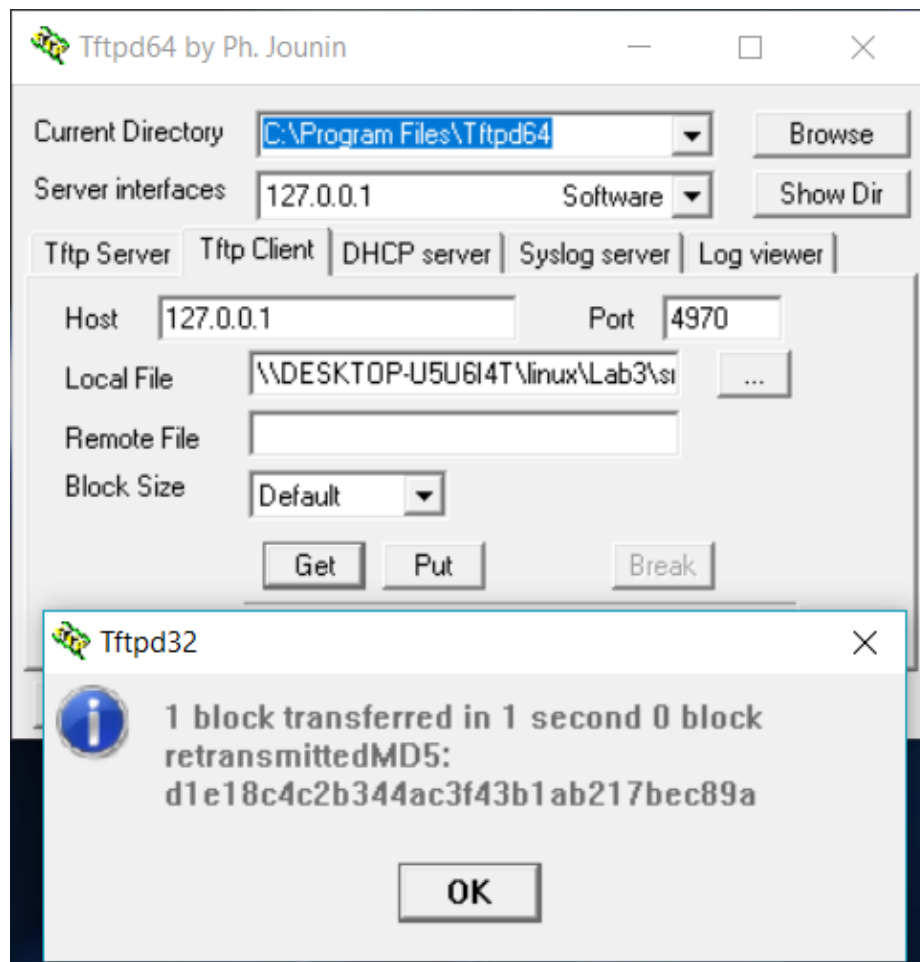 Tftpd64 by Ph. Jounin
Current Directory C:\Program Files\Tftpd64 Browse
Server interfaces 127.0.0.1 Software Show Dir
Tftp Server Tftp Client DHCP server Syslog server Log viewer
Host 127.0.0.1 Port 4970
Local File \\DESKTOP-U5U6I4T\linux\Lab3\ ...
Remote File
Block Size Default
Get Put Break
Tftpd32
1 block transferred in 1 second 0 block
retransmittedMD5:
d1e18c4c2b344ac3f43b1ab217bec89a
OK